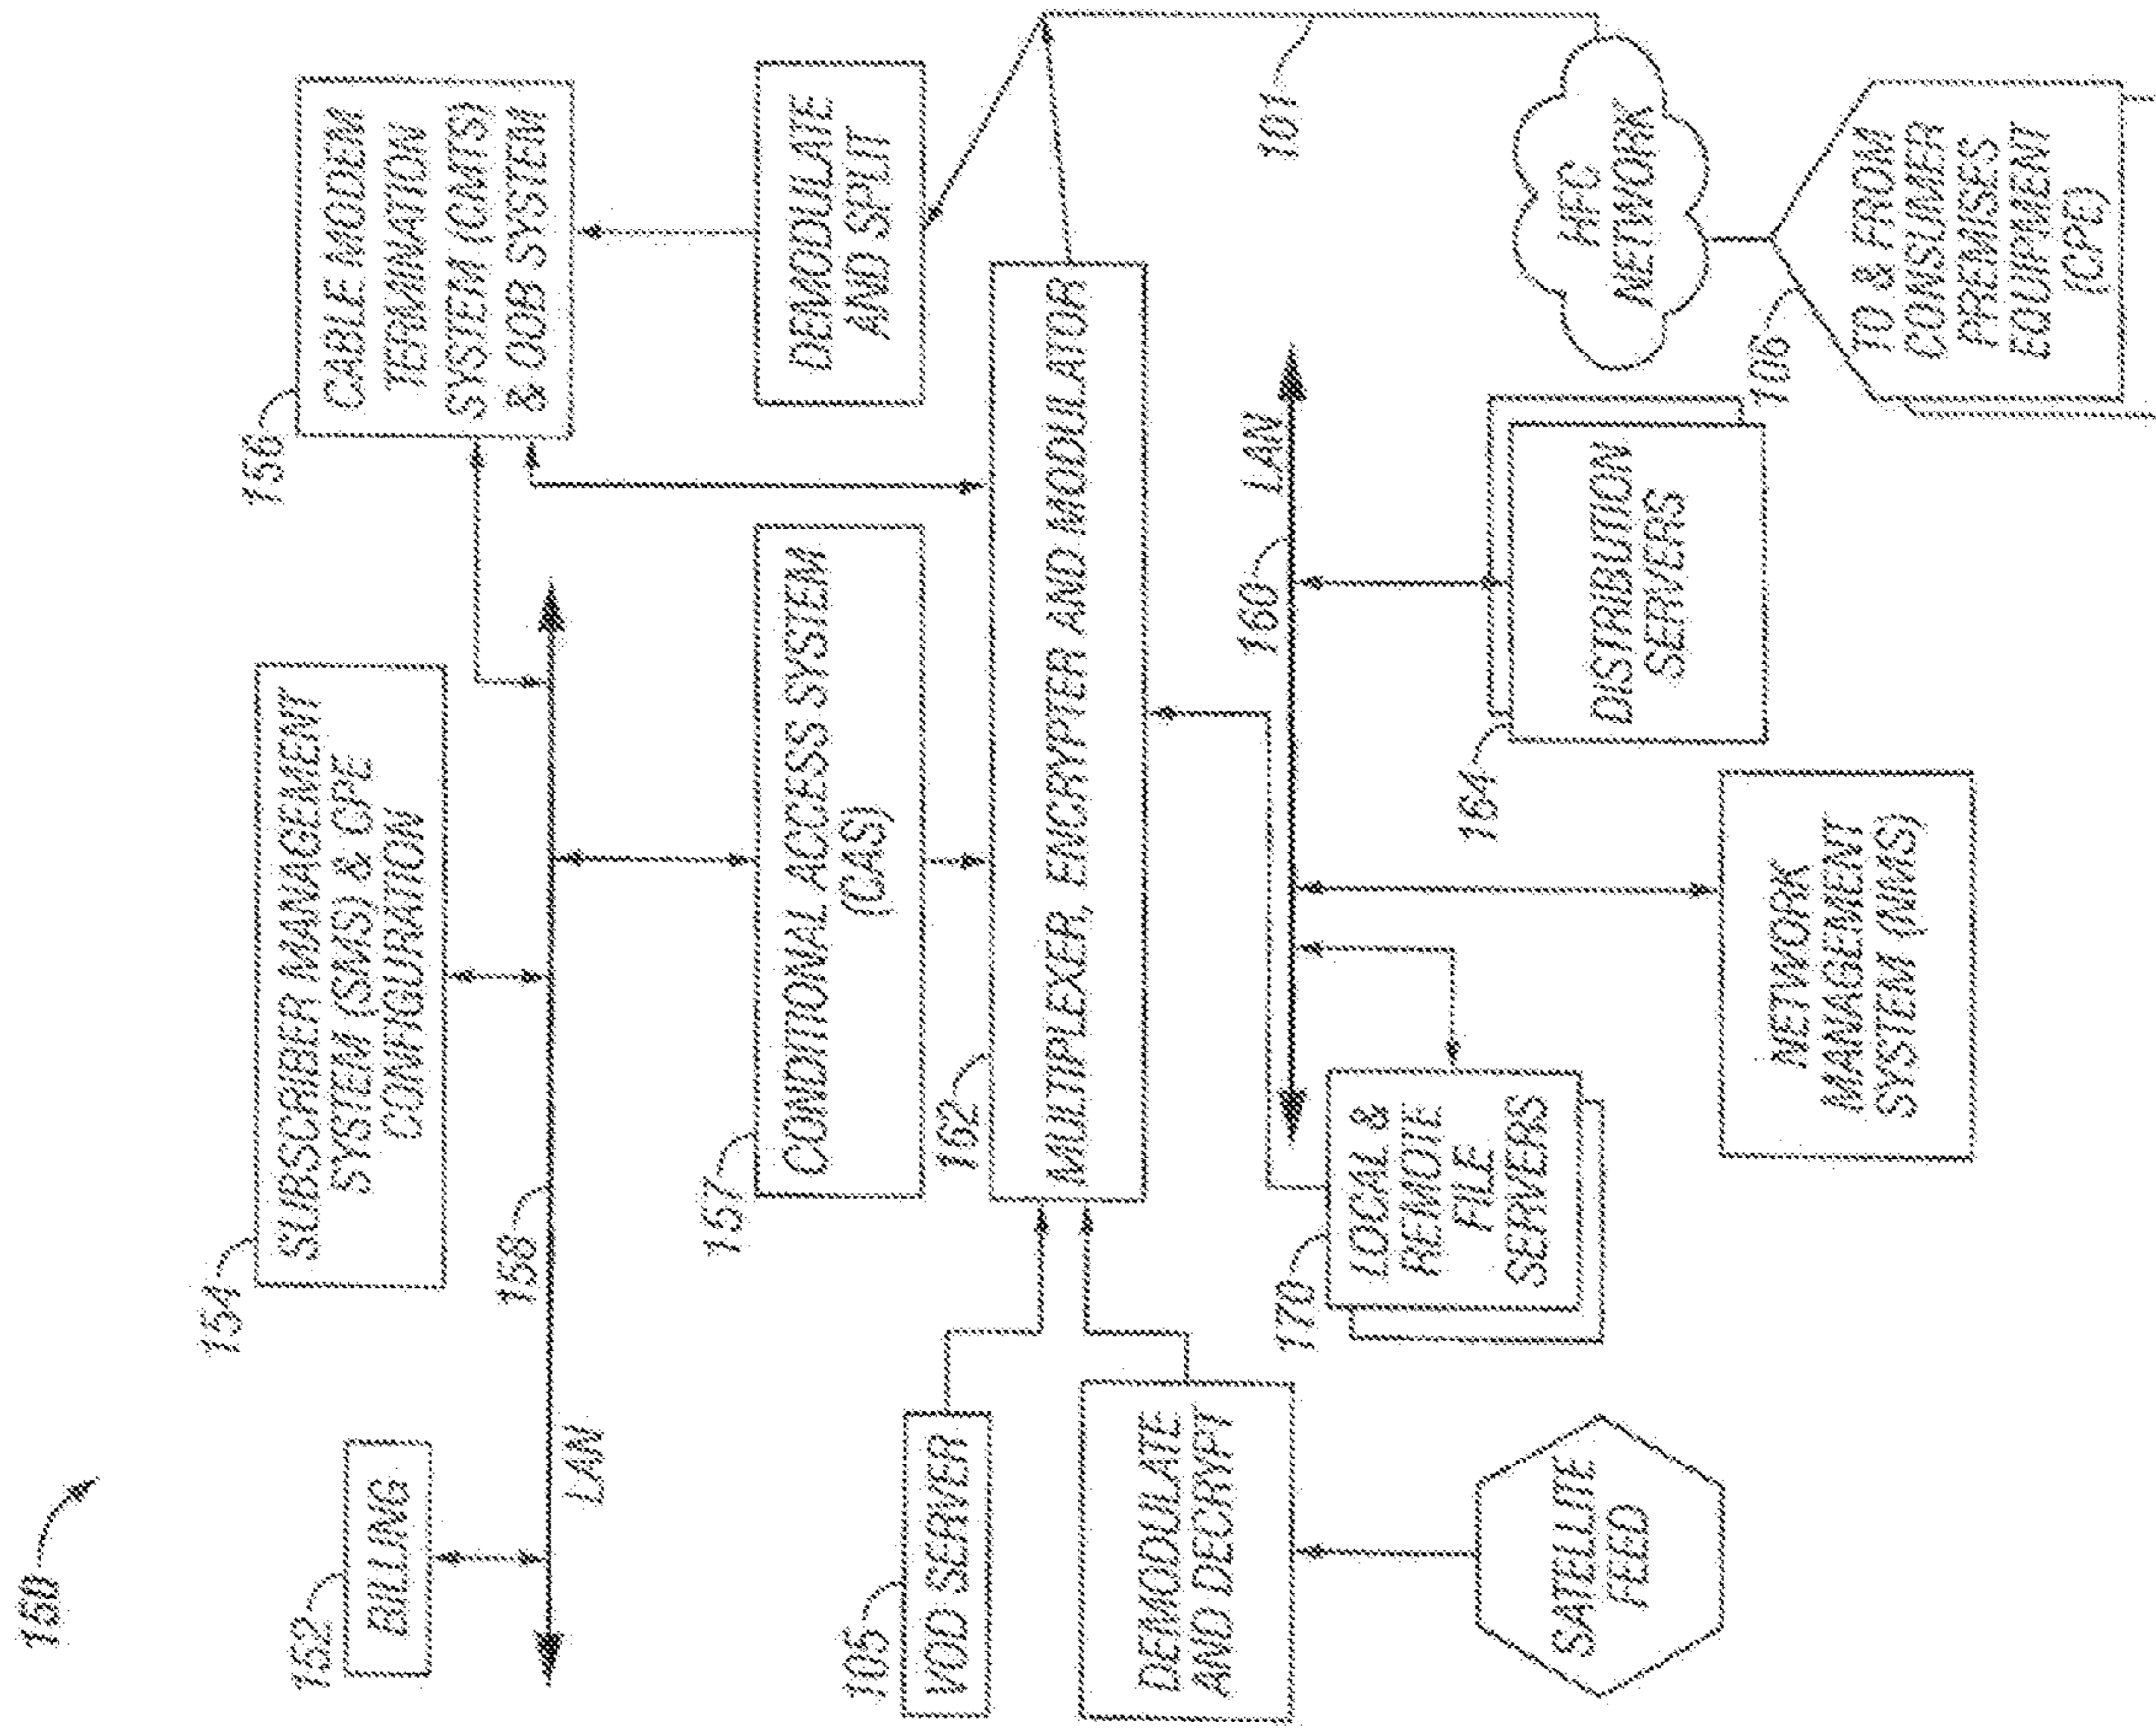 150
152
BILLING
154
SUBSCRIBER MANAGEMENT
SYSTEM (SMS) & CPE
CONFIGURATION
156
CABLE MODEM
TERMINATION
SYSTEM (CMTS)
& OOB SYSTEM
LAN
158
157
CONDITIONAL ACCESS SYSTEM
(CAS)
DEMODULATE
AND SPLIT
105
VOD SERVER
162
MULTIPLEXER, ENCRYPTER AND MODULATOR
DEMODULATE
AND DECRYPT
160
LAN
101
170
LOCAL &
REMOTE
FILE
SERVERS
164
DISTRIBUTION
SERVERS
HFC
NETWORK
SATELLITE
FEED
NETWORK
MANAGEMENT
SYSTEM (NMS)
106
TO & FROM
CONSUMER
PREMISES
EQUIPMENT
(CPE)